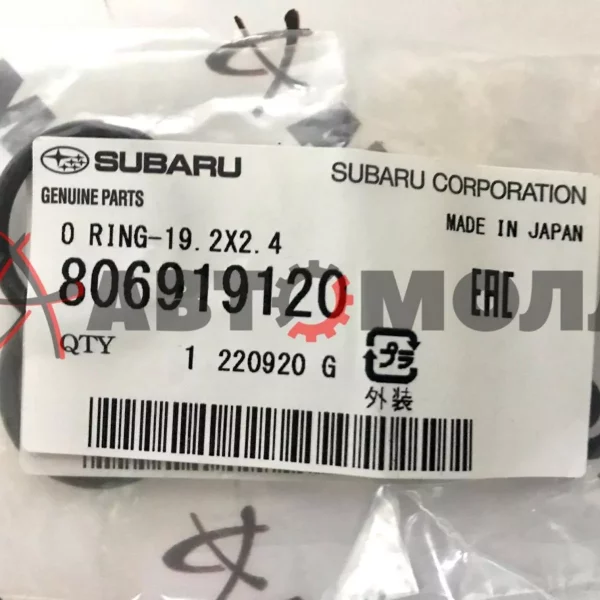 SUBARU
SUBARU CORPORATION
GENUINE PARTS
MADE IN JAPAN
O RING-19.2X2.4
806919120
EAC
АВТОМОЛЛ
QTY
1 220920 G
プラ
外装